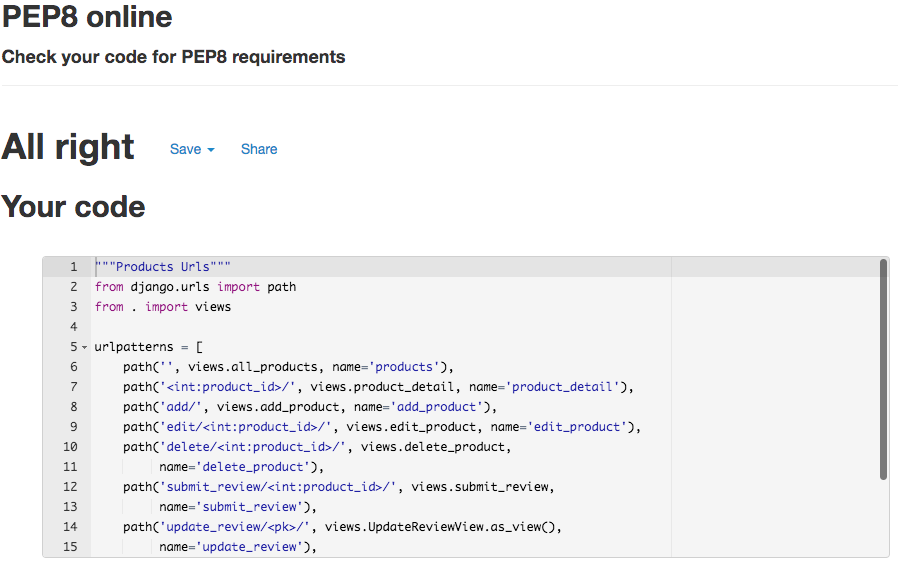 PEP8 online
Check your code for PEP8 requirements
All right Save Share
Your code
1 """Products Urls"""
2 from django.urls import path
3 from . import views
4
5 urlpatterns = [
6     path('', views.all_products, name='products'),
7     path('<int:product_id>/', views.product_detail, name='product_detail'),
8     path('add/', views.add_product, name='add_product'),
9     path('edit/<int:product_id>/', views.edit_product, name='edit_product'),
10     path('delete/<int:product_id>/', views.delete_product,
11          name='delete_product'),
12     path('submit_review/<int:product_id>/', views.submit_review,
13          name='submit_review'),
14     path('update_review/<pk>/', views.UpdateReviewView.as_view(),
15          name='update_review'),